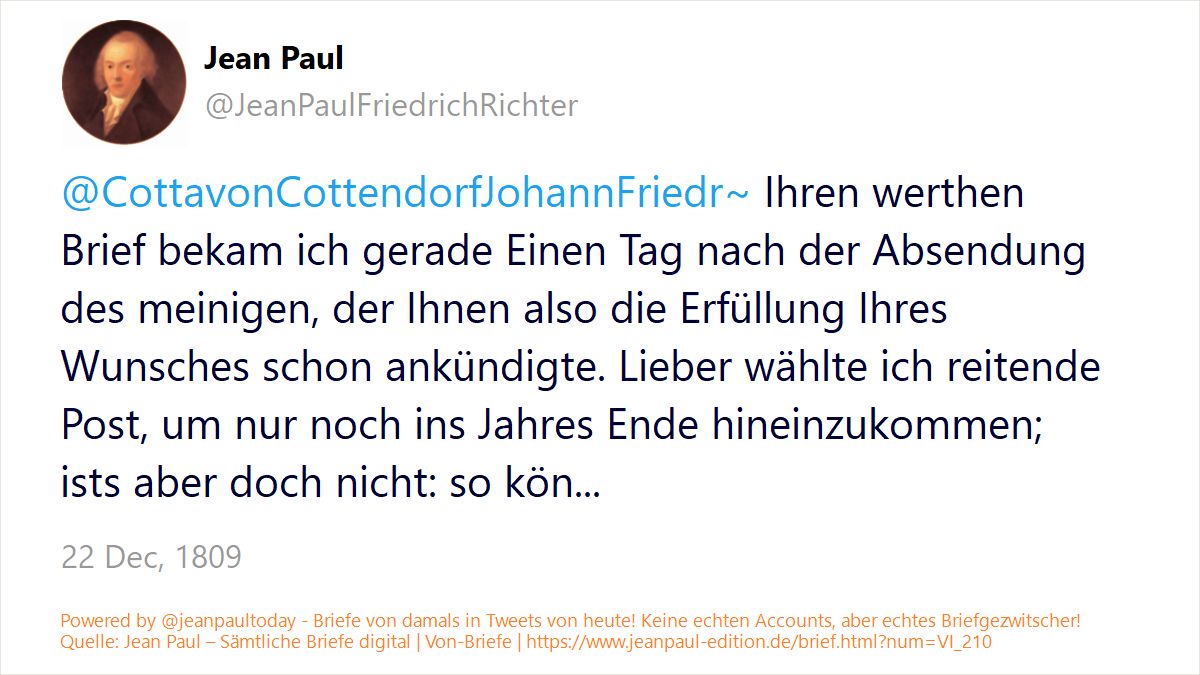 Jean Paul
@JeanPaulFriedrichRichter
@CottavonCottendorfJohannFriedr~ Ihren werthen
Brief bekam ich gerade Einen Tag nach der Absendung
des meinigen, der Ihnen also die Erfüllung Ihres
Wunsches schon ankündigte. Lieber wählte ich reitende
Post, um nur noch ins Jahres Ende hineinzukommen;
ists aber doch nicht: so kön...
22 Dec, 1809
Powered by @jeanpaultoday - Briefe von damals in Tweets von heute! Keine echten Accounts, aber echtes Briefgezwitscher!
Quelle: Jean Paul – Sämtliche Briefe digital | Von-Briefe | https://www.jeanpaul-edition.de/brief.html?num=VI_210